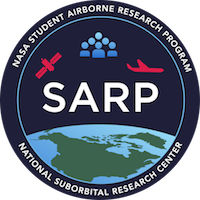 NASA STUDENT AIRBORNE RESEARCH PROGRAM
SARP
NATIONAL SUBORBITAL RESEARCH CENTER